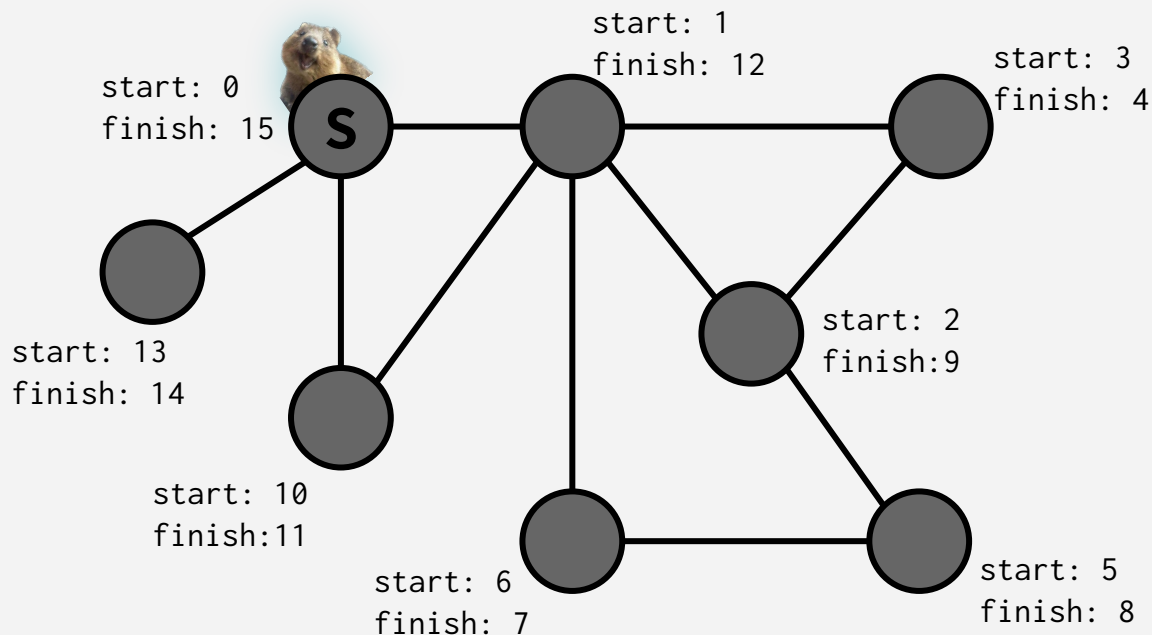 start: 0
finish: 15
S
start: 1
finish: 12
start: 3
finish: 4
start: 13
finish: 14
start: 2
finish:9
start: 10
finish:11
start: 6
finish: 7
start: 5
finish: 8